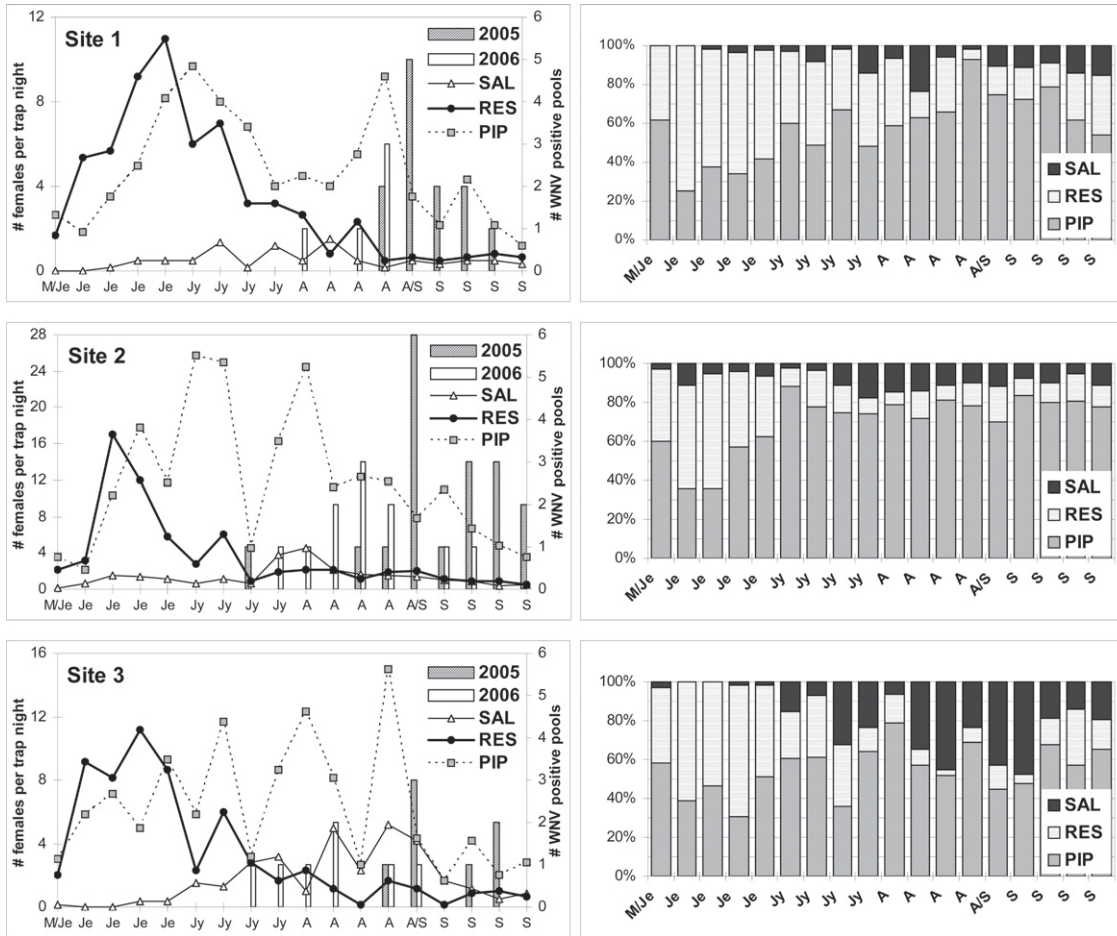 Site 1
# females per trap night
12
8
4
0
# WNV positive pools
6
5
4
3
2
1
0
2005
2006
SAL
RES
PIP
M/Je Je Je Je Je Jy Jy Jy Jy A A A A A/S S S S S
100%
80%
60%
40%
20%
0%
SAL
RES
PIP
M/Je Je Je Je Je Jy Jy Jy Jy A A A A A/S S S S
Site 2
# females per trap night
28
24
20
16
12
8
4
0
# WNV positive pools
6
5
4
3
2
1
0
2005
2006
SAL
RES
PIP
M/Je Je Je Je Je Jy Jy Jy Jy A A A A A/S S S S S
100%
80%
60%
40%
20%
0%
SAL
RES
PIP
M/Je Je Je Je Je Jy Jy Jy Jy A A A A A/S S S S
Site 3
# females per trap night
16
12
8
4
0
# WNV positive pools
6
5
4
3
2
1
0
2005
2006
SAL
RES
PIP
M/Je Je Je Je Je Jy Jy Jy Jy A A A A A/S S S S S
100%
80%
60%
40%
20%
0%
SAL
RES
PIP
M/Je Je Je Je Je Jy Jy Jy Jy A A A A A/S S S S